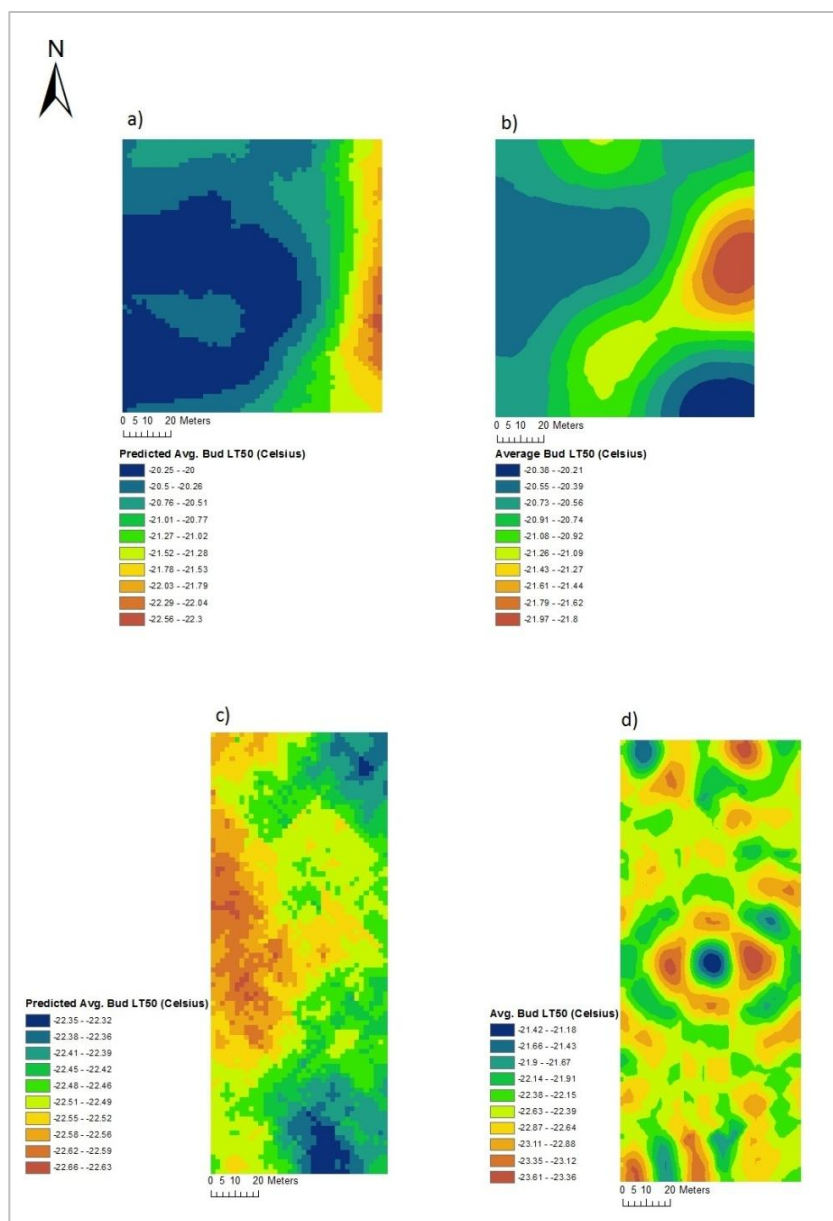 N
a)
b)
0 5 10 20 Meters
0 5 10 20 Meters
Predicted Avg. Bud LT50 (Celsius)
-20.25 - -20
-20.5 - -20.26
-20.76 - -20.51
-21.01 - -20.77
-21.27 - -21.02
-21.52 - -21.28
-21.78 - -21.53
-22.03 - -21.79
-22.29 - -22.04
-22.56 - -22.3
Average Bud LT50 (Celsius)
-20.38 - -20.21
-20.55 - -20.39
-20.73 - -20.56
-20.91 - -20.74
-21.08 - -20.92
-21.26 - -21.09
-21.43 - -21.27
-21.61 - -21.44
-21.79 - -21.62
-21.97 - -21.8
c)
d)
Predicted Avg. Bud LT50 (Celsius)
-22.35 - -22.32
-22.38 - -22.36
-22.41 - -22.39
-22.45 - -22.42
-22.48 - -22.46
-22.51 - -22.49
-22.55 - -22.52
-22.58 - -22.56
-22.62 - -22.59
-22.66 - -22.63
0 5 10 20 Meters
Avg. Bud LT50 (Celsius)
-21.42 - -21.18
-21.66 - -21.43
-21.9 - -21.67
-22.14 - -21.91
-22.38 - -22.15
-22.63 - -22.39
-22.87 - -22.64
-23.11 - -22.88
-23.35 - -23.12
-23.61 - -23.36
0 5 10 20 Meters